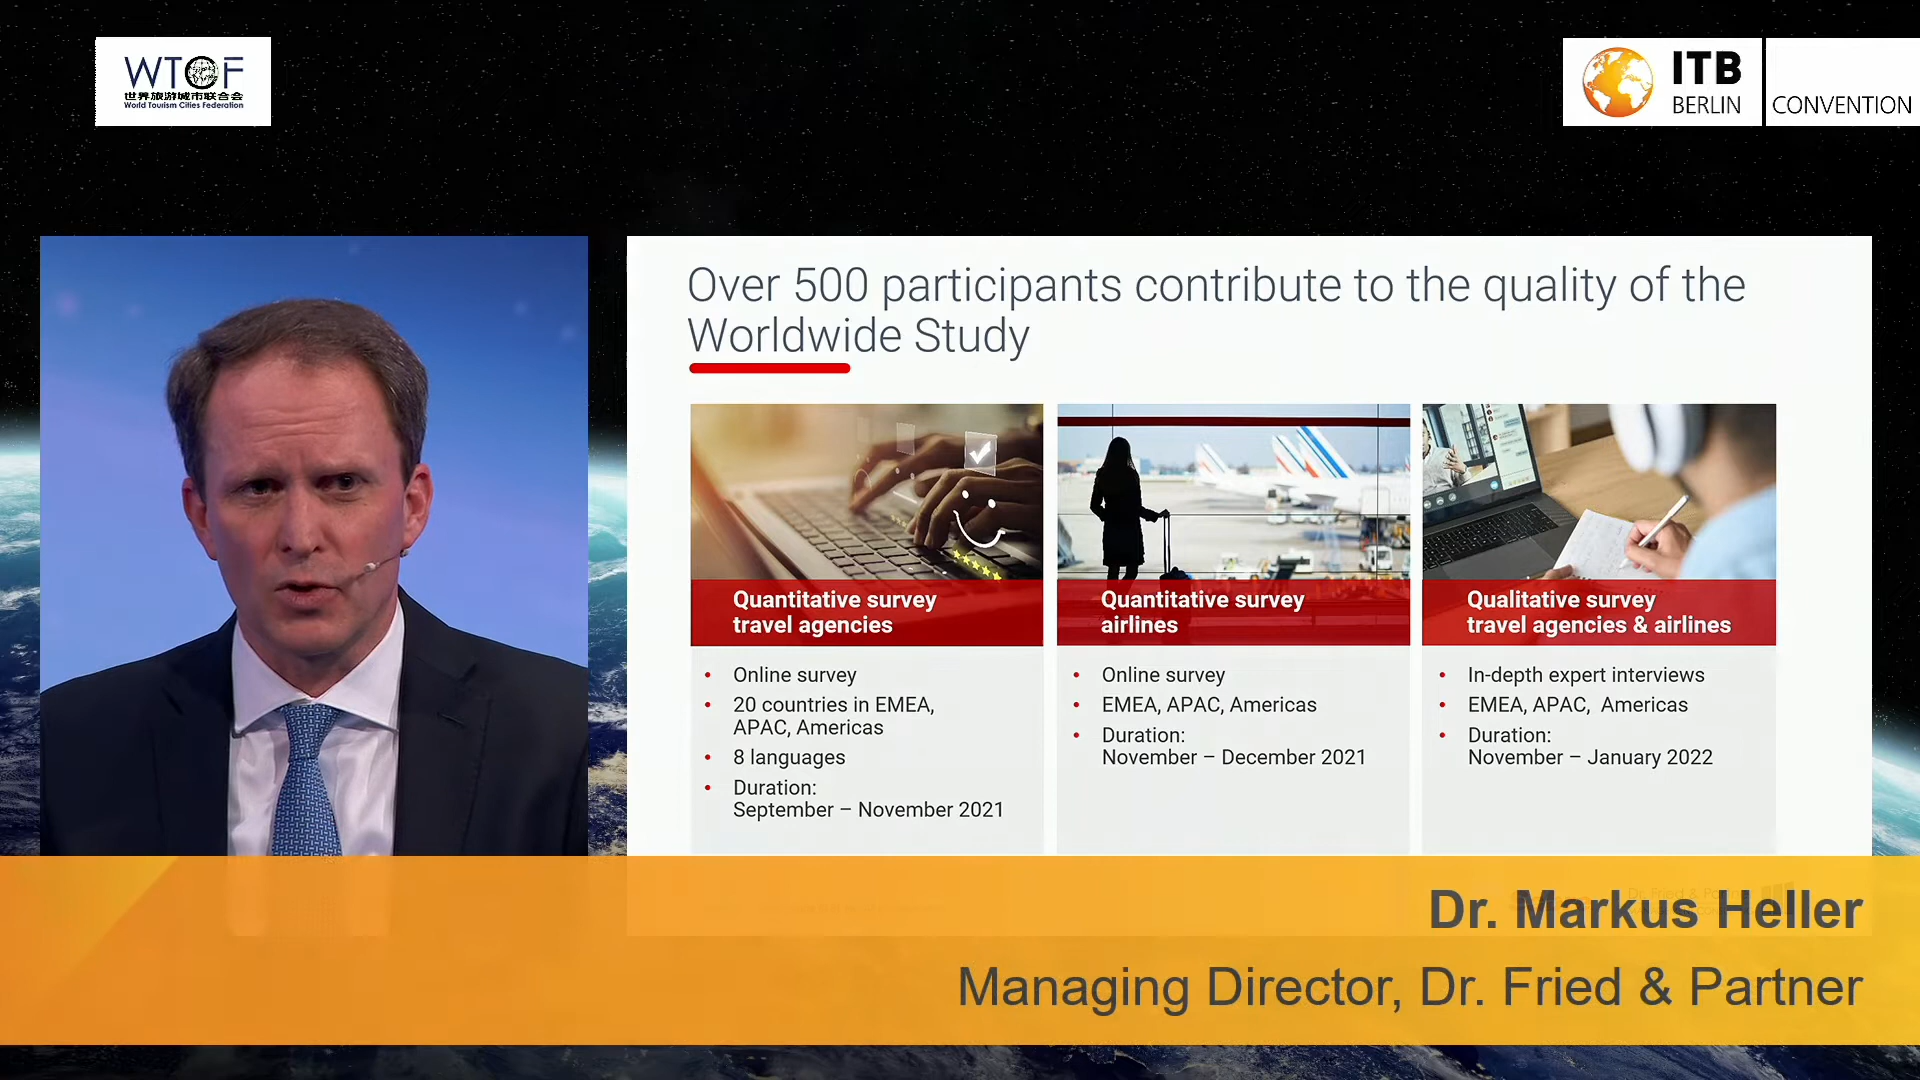 WTCF
世界旅游城市联合会
World Tourism Cities Federation
ITB
BERLIN
CONVENTION
Over 500 participants contribute to the quality of the
Worldwide Study
Quantitative survey
travel agencies
• Online survey
• 20 countries in EMEA,
APAC, Americas
• 8 languages
• Duration:
September – November 2021
Quantitative survey
airlines
• Online survey
• EMEA, APAC, Americas
• Duration:
November – December 2021
Qualitative survey
travel agencies & airlines
• In-depth expert interviews
• EMEA, APAC, Americas
• Duration:
November – January 2022
Dr. Markus Heller
Managing Director, Dr. Fried & Partner